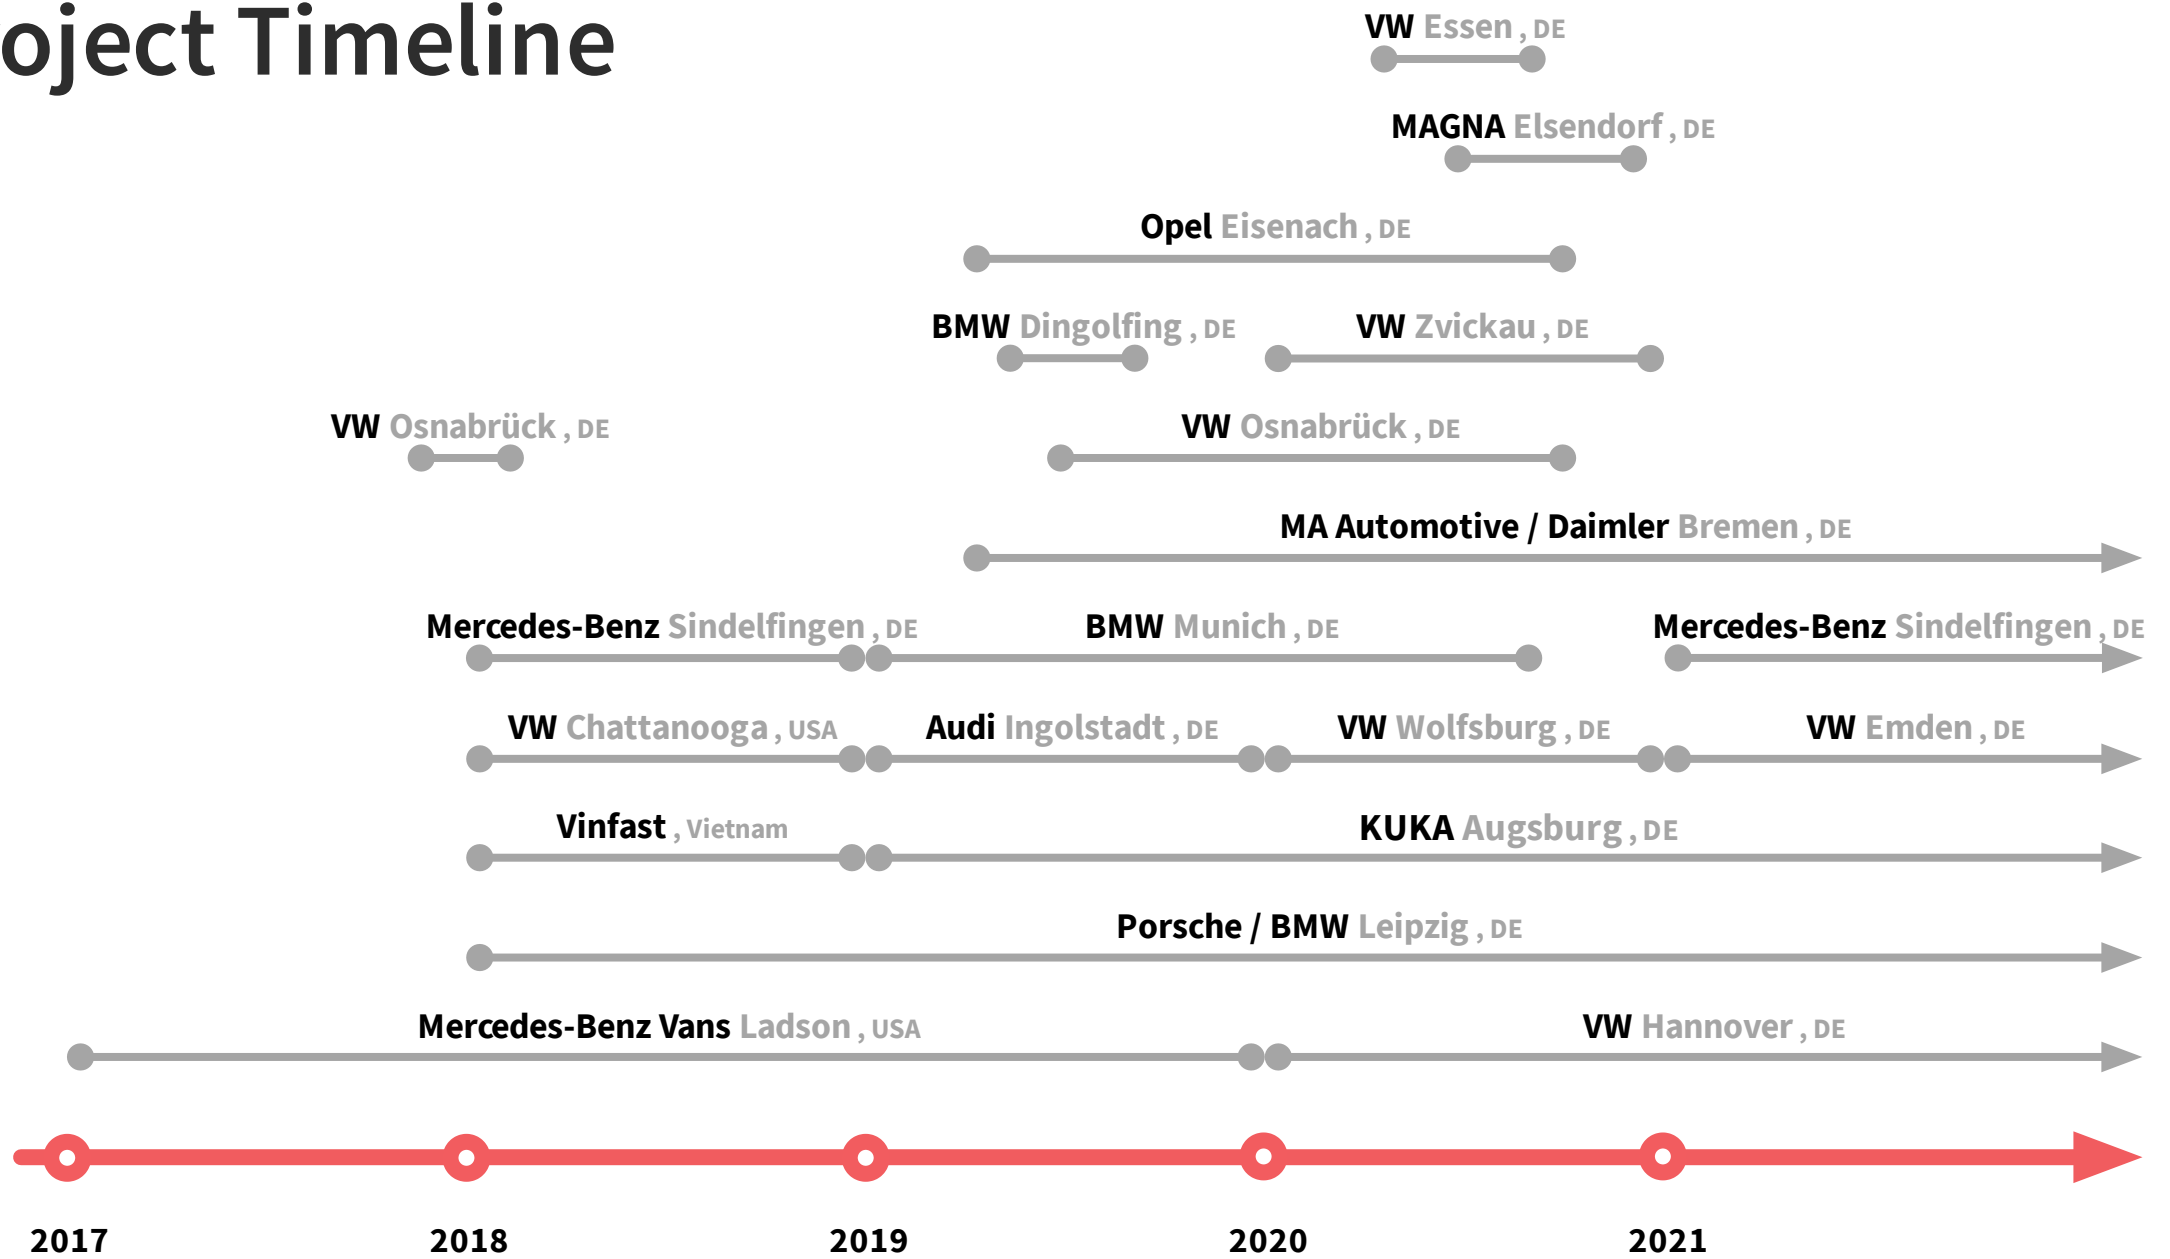 oject Timeline
VW Essen , DE
MAGNA Elsendorf , DE
Opel Eisenach , DE
BMW Dingolfing , DE
VW Zvickau , DE
VW Osnabrück , DE
VW Osnabrück , DE
MA Automotive / Daimler Bremen , DE
Mercedes-Benz Sindelfingen , DE
BMW Munich , DE
Mercedes-Benz Sindelfingen , DE
VW Chattanooga , USA
Audi Ingolstadt , DE
VW Wolfsburg , DE
VW Emden , DE
Vinfast , Vietnam
KUKA Augsburg , DE
Porsche / BMW Leipzig , DE
Mercedes-Benz Vans Ladson , USA
VW Hannover , DE
2017
2018
2019
2020
2021